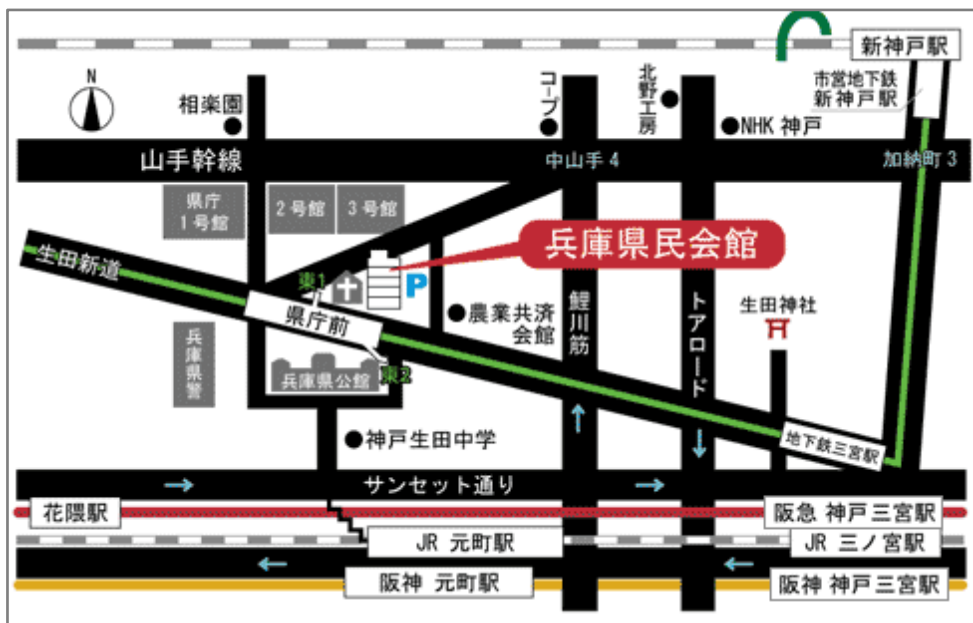 新神戸駅
市営地下鉄
新神戸駅
N
相楽園
コープ
北野工房
NHK 神戸
山手幹線
中山手 4
加納町 3
県庁
1号館
2号館
3号館
兵庫県民会館
生田新道
東1
P
県庁前
農業共済
会館
鯉川筋
トアロード
生田神社
兵庫県警
兵庫県公館
東2
神戸生田中学
地下鉄三宮駅
サンセット通り
花隈駅
阪急 神戸三宮駅
JR 元町駅
JR 三ノ宮駅
阪神 元町駅
阪神 神戸三宮駅